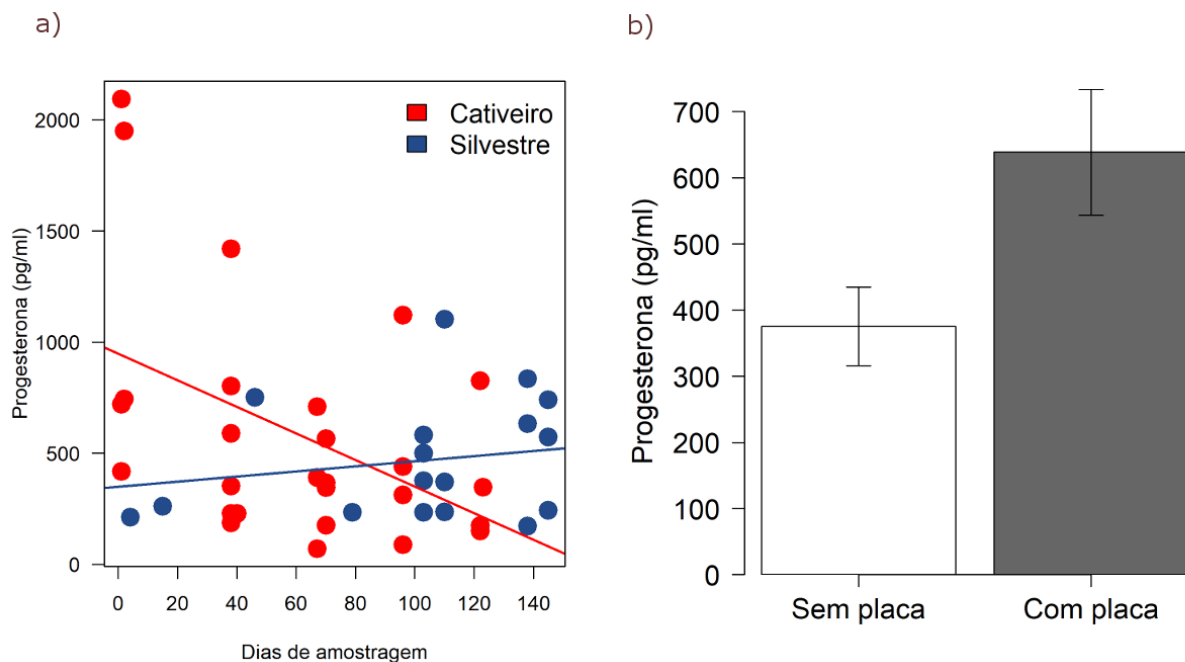 a)
Progesterona (pg/ml)
2000
1500
1000
500
0
Cativeiro
Silvestre
0 20 40 60 80 100 120 140
Dias de amostragem
b)
Progesterona (pg/ml)
700
600
500
400
300
200
100
0
Sem placa Com placa